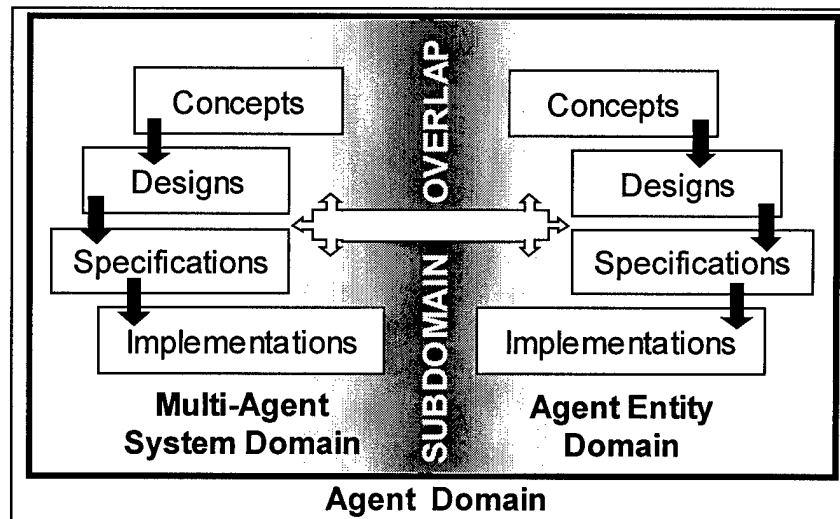 Concepts
Designs
Specifications
Implementations
Multi-Agent
System Domain
SUBDOMAIN OVERLAP
Concepts
Designs
Specifications
Implementations
Agent Entity
Domain
Agent Domain